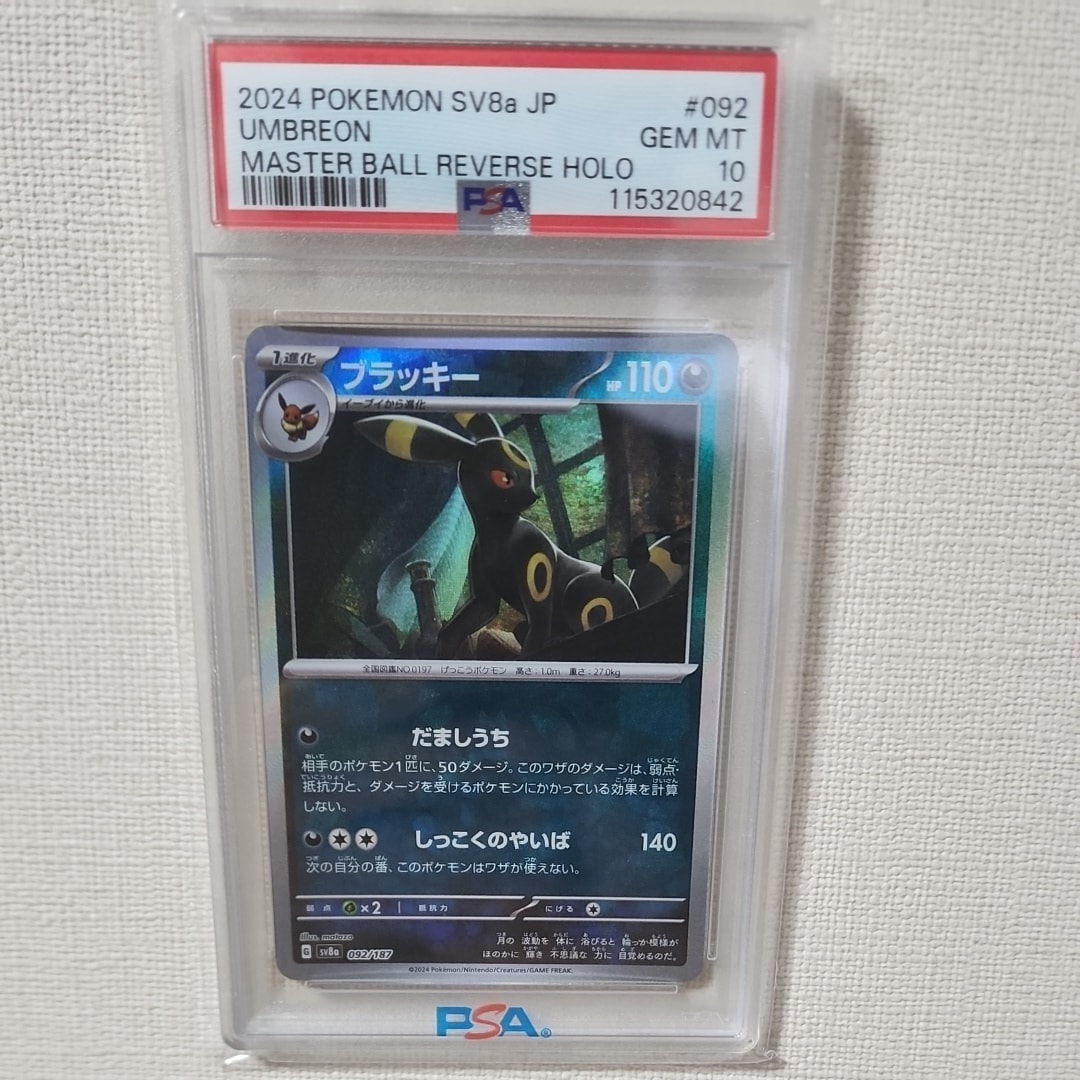 2024 POKEMON SV8a JP #092
UMBREON GEM MT
MASTER BALL REVERSE HOLO 10
PSA 115320842
1進化 ブラッキー HP 110
イーブイから進化
全国図鑑NO.0197 げっこうポケモン 高さ:1.0m 重さ:27.0kg
だましうち
相手のポケモン1匹に、50ダメージ。このワザのダメージは、弱点・
抵抗力と、ダメージを受けるポケモンにかかっている効果を計算
しない。
しっこくのやいば 140
次の自分の番、このポケモンはワザが使えない。
弱点 ×2 抵抗力 にげる
illus. matazo
月の波動を体に浴びると輪っか模様が
G SV8a 092/187
ほのかに輝き不思議な力に目覚めるのだ。
©2024 Pokémon/Nintendo/Creatures/GAME FREAK.
PSA®